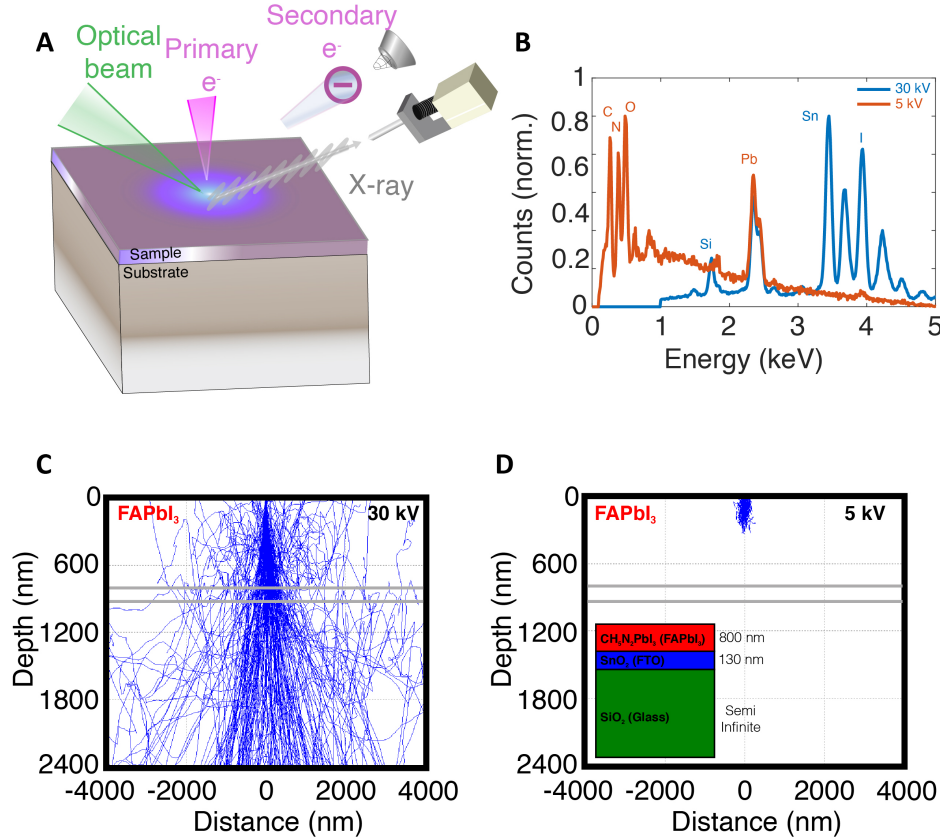 A
Optical
beam
Primary
e-
Secondary
e-
X-ray
Sample
Substrate
B
Counts (norm.)
1
0.8
0.6
0.4
0.2
0
0 1 2 3 4 5
Energy (keV)
30 kV
5 kV
C
N
O
Si
Pb
Sn
I
C
FAPbI3
30 kV
Depth (nm)
0
600
1200
1800
2400
-4000 -2000 0 2000 4000
Distance (nm)
D
FAPbI3
5 kV
Depth (nm)
0
600
1200
1800
2400
CH5N2PbI3 (FAPbI3)
800 nm
SnO2 (FTO)
130 nm
SiO2 (Glass)
Semi
Infinite
-4000 -2000 0 2000 4000
Distance (nm)